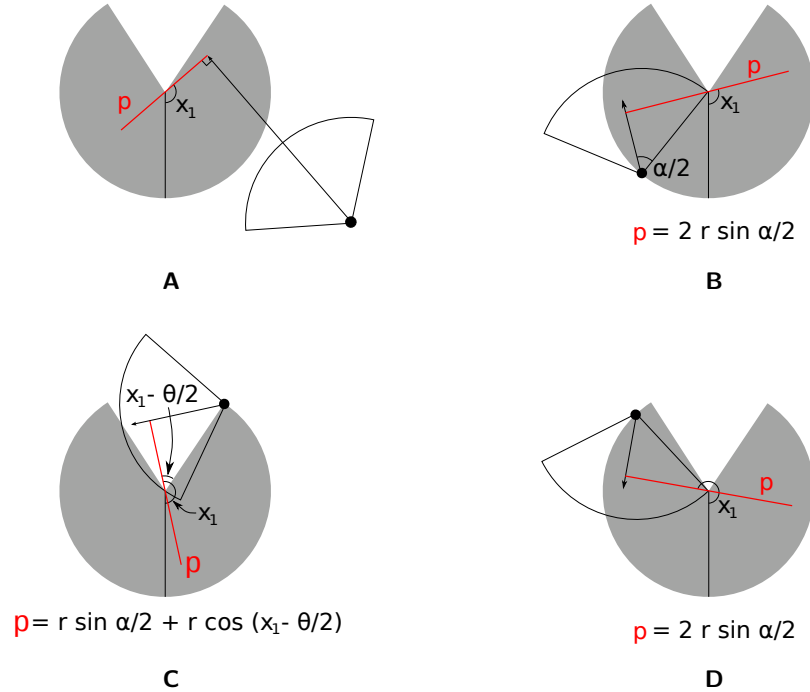 p
x₁
A
p
x₁
α/2
p = 2 r sin α/2
B
x₁- θ/2
x₁
p
p= r sin α/2 + r cos (x₁- θ/2)
C
p
x₁
p = 2 r sin α/2
D